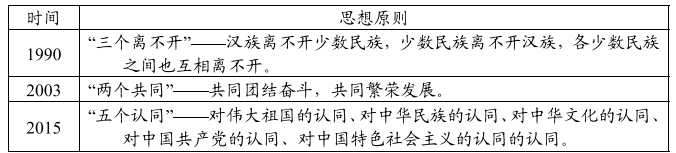 时间 思想原则
1990 “三个离不开”——汉族离不开少数民族，少数民族离不开汉族，各少数民族
之间也互相离不开。
2003 “两个共同”——共同团结奋斗，共同繁荣发展。
2015 “五个认同”——对伟大祖国的认同、对中华民族的认同、对中华文化的认同、
对中国共产党的认同、对中国特色社会主义的认同的认同。